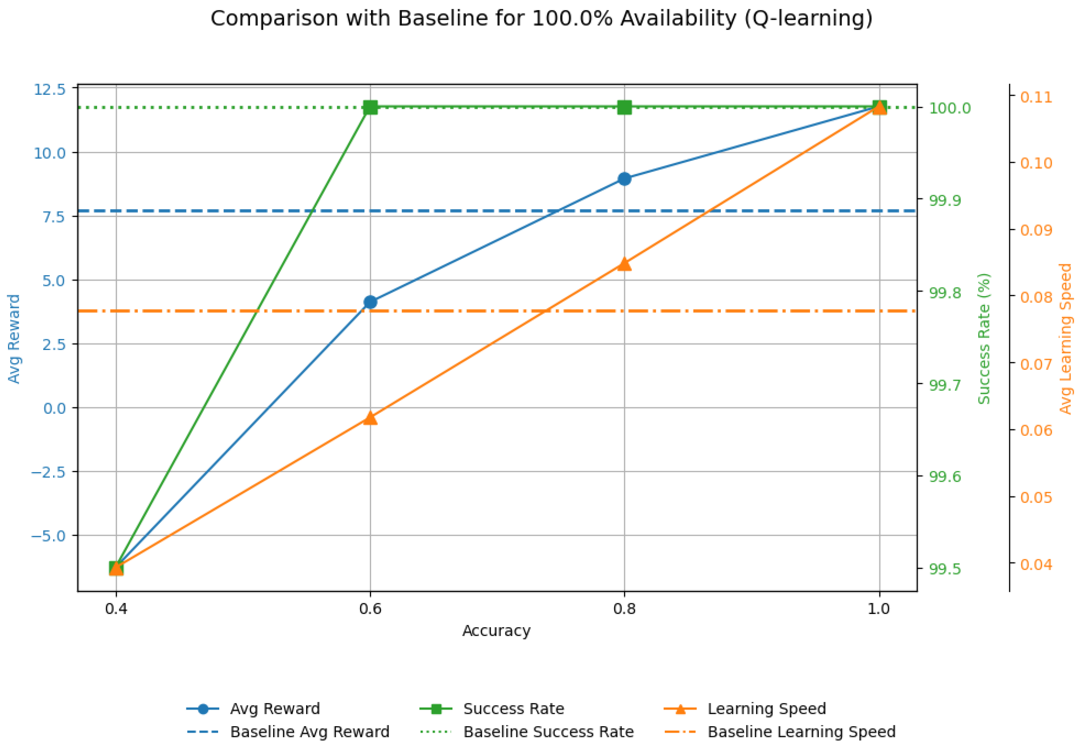 Comparison with Baseline for 100.0% Availability (Q-learning)
12.5
10.0
7.5
5.0
2.5
0.0
−2.5
−5.0
Avg Reward
100.0
99.9
99.8
99.7
99.6
99.5
Success Rate (%)
0.11
0.10
0.09
0.08
0.07
0.06
0.05
0.04
Avg Learning Speed
0.4 0.6 0.8 1.0
Accuracy
Avg Reward Success Rate Learning Speed
Baseline Avg Reward Baseline Success Rate Baseline Learning Speed